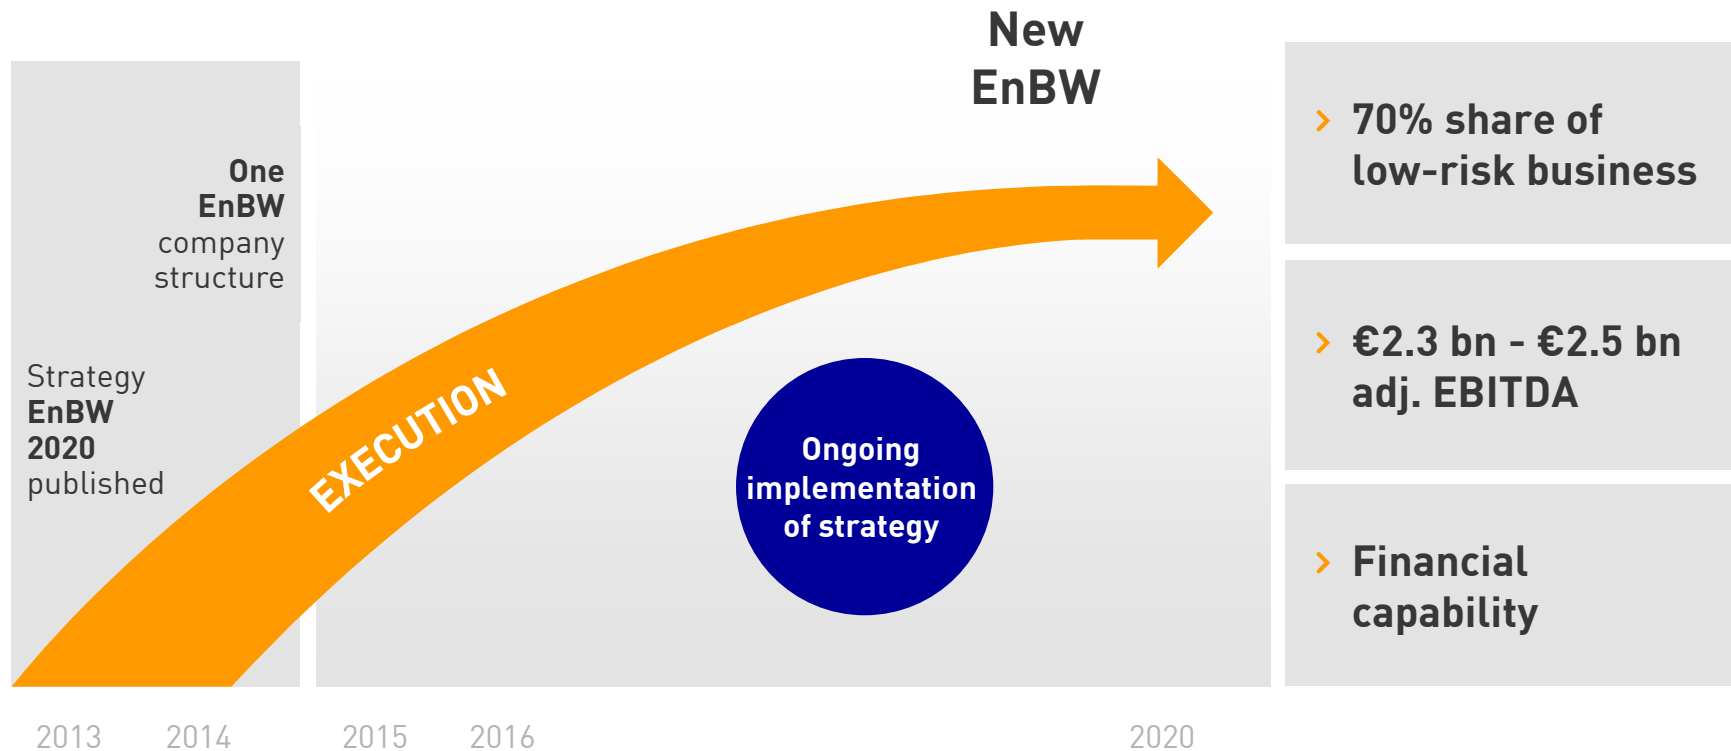 New
EnBW
One
EnBW
company
structure
Strategy
EnBW
2020
published
EXECUTION
Ongoing
implementation
of strategy
70% share of
low-risk business
€2.3 bn - €2.5 bn
adj. EBITDA
Financial
capability
2013
2014
2015
2016
2020